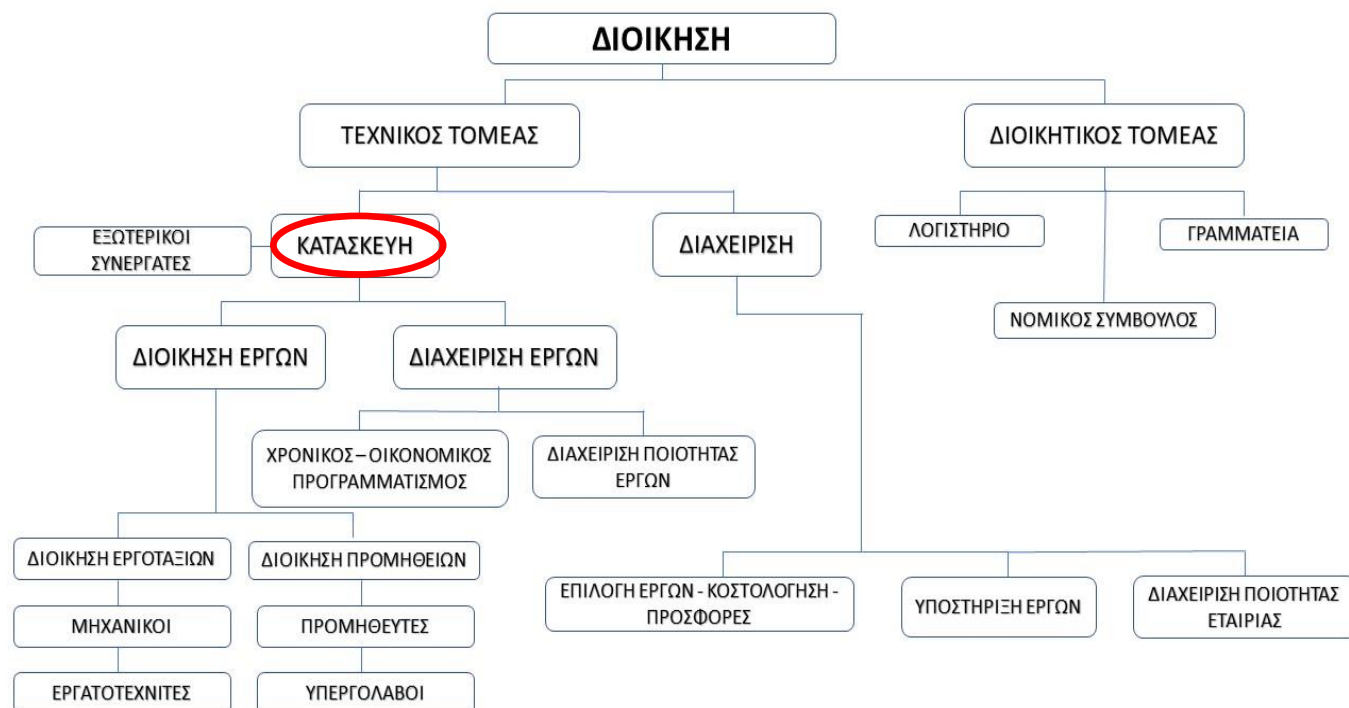 ΔΙΟΙΚΗΣΗ
ΤΕΧΝΙΚΟΣ ΤΟΜΕΑΣ
ΔΙΟΙΚΗΤΙΚΟΣ ΤΟΜΕΑΣ
ΕΞΩΤΕΡΙΚΟΙ
ΣΥΝΕΡΓΑΤΕΣ
ΚΑΤΑΣΚΕΥΗ
ΔΙΑΧΕΙΡΙΣΗ
ΛΟΓΙΣΤΗΡΙΟ
ΓΡΑΜΜΑΤΕΙΑ
ΝΟΜΙΚΟΣ ΣΥΜΒΟΥΛΟΣ
ΔΙΟΙΚΗΣΗ ΕΡΓΩΝ
ΔΙΑΧΕΙΡΙΣΗ ΕΡΓΩΝ
ΧΡΟΝΙΚΟΣ – ΟΙΚΟΝΟΜΙΚΟΣ
ΠΡΟΓΡΑΜΜΑΤΙΣΜΟΣ
ΔΙΑΧΕΙΡΙΣΗ ΠΟΙΟΤΗΤΑΣ
ΕΡΓΩΝ
ΔΙΟΙΚΗΣΗ ΕΡΓΟΤΑΞΙΩΝ
ΔΙΟΙΚΗΣΗ ΠΡΟΜΗΘΕΙΩΝ
ΕΠΙΛΟΓΗ ΕΡΓΩΝ - ΚΟΣΤΟΛΟΓΗΣΗ -
ΠΡΟΣΦΟΡΕΣ
ΥΠΟΣΤΗΡΙΞΗ ΕΡΓΩΝ
ΔΙΑΧΕΙΡΙΣΗ ΠΟΙΟΤΗΤΑΣ
ΕΤΑΙΡΙΑΣ
ΜΗΧΑΝΙΚΟΙ
ΠΡΟΜΗΘΕΥΤΕΣ
ΕΡΓΑΤΟΤΕΧΝΙΤΕΣ
ΥΠΕΡΓΟΛΑΒΟΙ